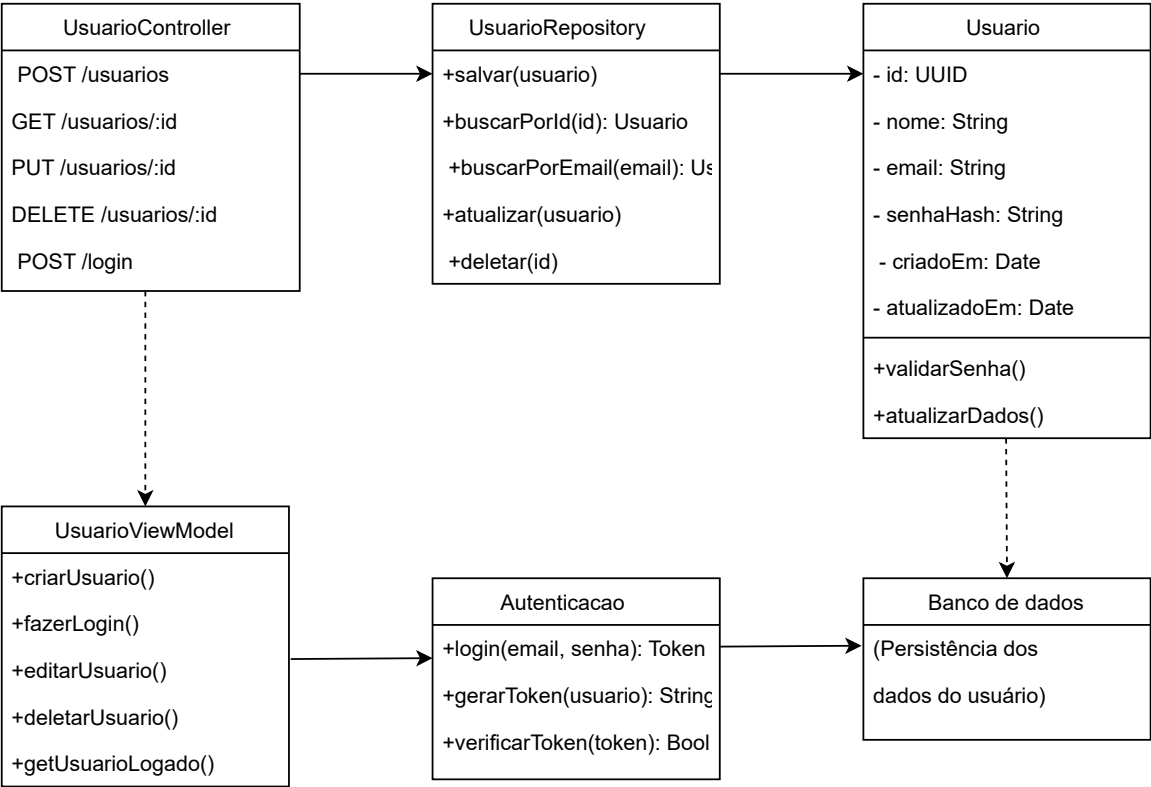 UsuarioController
POST /usuarios
GET /usuarios/:id
PUT /usuarios/:id
DELETE /usuarios/:id
POST /login
UsuarioRepository
+salvar(usuario)
+buscarPorId(id): Usuario
+buscarPorEmail(email): Us
+atualizar(usuario)
+deletar(id)
Usuario
- id: UUID
- nome: String
- email: String
- senhaHash: String
- criadoEm: Date
- atualizadoEm: Date
+validarSenha()
+atualizarDados()
UsuarioViewModel
+criarUsuario()
+fazerLogin()
+editarUsuario()
+deletarUsuario()
+getUsuarioLogado()
Autenticacao
+login(email, senha): Token
+gerarToken(usuario): String
+verificarToken(token): Bool
Banco de dados
(Persistência dos
dados do usuário)